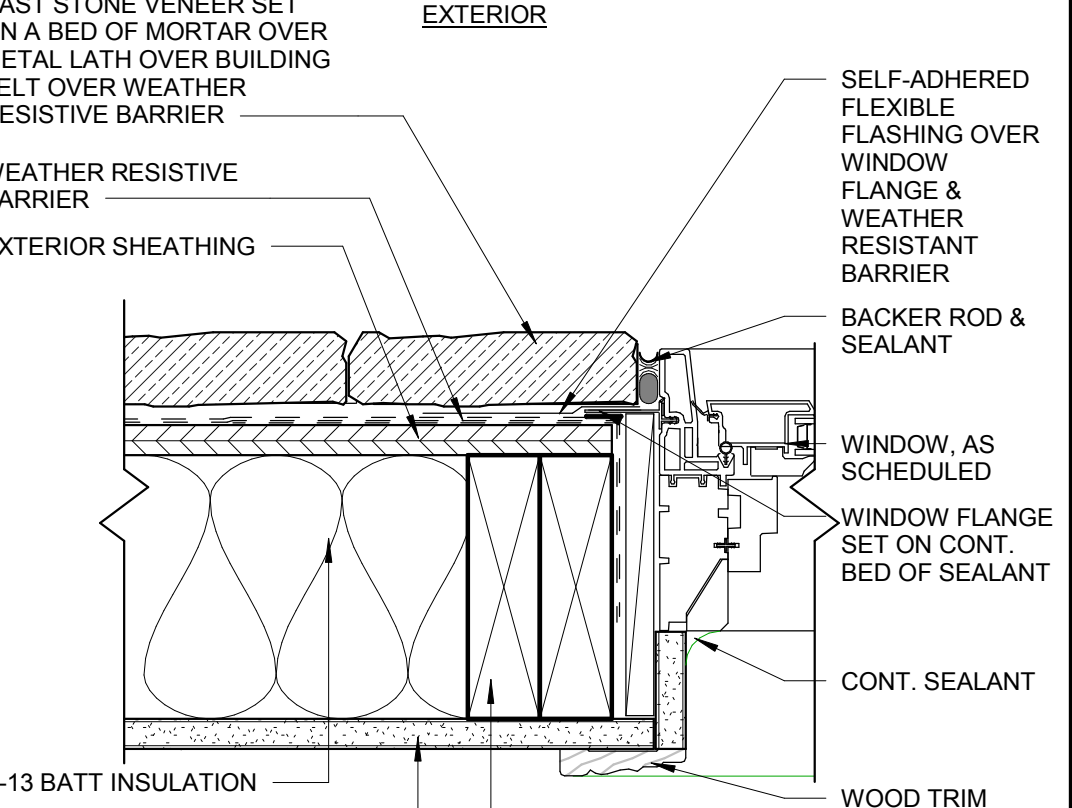 EXTERIOR
AST STONE VENEER SET
N A BED OF MORTAR OVER
ETAL LATH OVER BUILDING
ELT OVER WEATHER
ESISTIVE BARRIER
WEATHER RESISTIVE
ARRIER
XTERIOR SHEATHING
-13 BATT INSULATION
SELF-ADHERED
FLEXIBLE
FLASHING OVER
WINDOW
FLANGE &
WEATHER
RESISTANT
BARRIER
BACKER ROD &
SEALANT
WINDOW, AS
SCHEDULED
WINDOW FLANGE
SET ON CONT.
BED OF SEALANT
CONT. SEALANT
WOOD TRIM